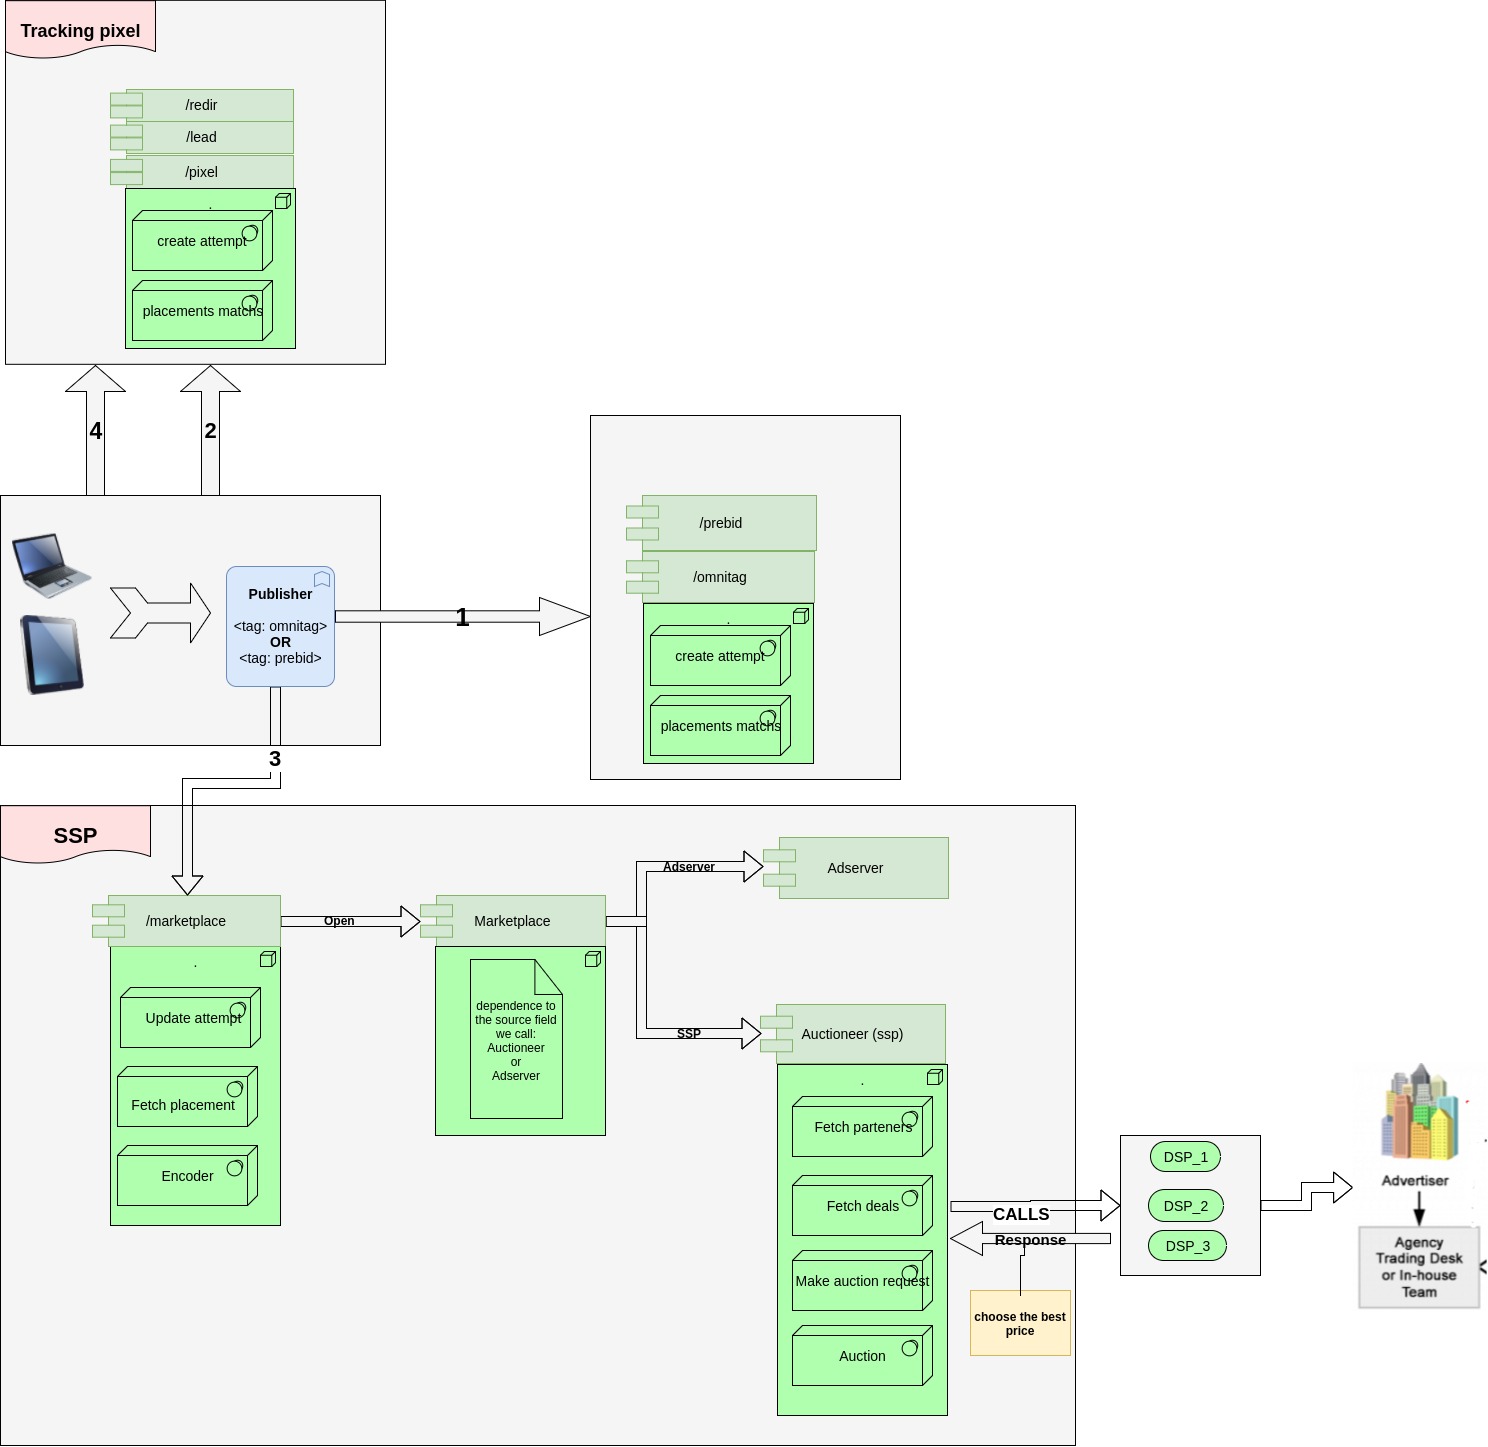 Tracking pixel
/redir
/lead
/pixel
.
create attempt
placements matchs
4
2
Publisher
<tag: omnitag>
OR
<tag: prebid>
1
/prebid
/omnitag
.
create attempt
placements matchs
3
SSP
/marketplace
.
Update attempt
Fetch placement
Encoder
Open
Marketplace
dependence to
the source field
we call:
Auctioneer
or
Adserver
Adserver
Adserver
SSP
Auctioneer (ssp)
.
Fetch parteners
Fetch deals
Make auction request
Auction
CALLS
Response
choose the best
price
DSP_1
DSP_2
DSP_3
Advertiser
Agency
Trading Desk
or In-house
Team